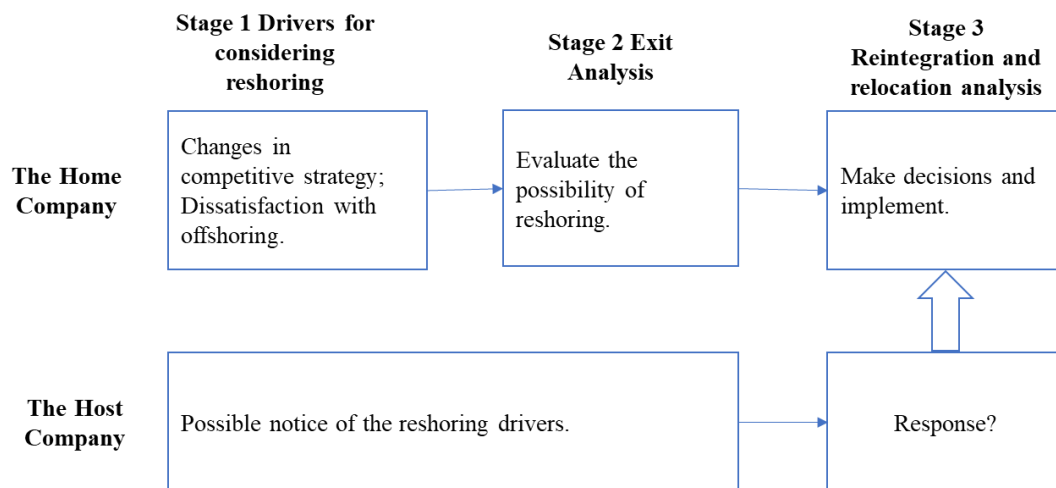 Stage 1 Drivers for
considering
reshoring
Stage 2 Exit
Analysis
Stage 3
Reintegration and
relocation analysis
The Home
Company
Changes in
competitive strategy;
Dissatisfaction with
offshoring.
Evaluate the
possibility of
reshoring.
Make decisions and
implement.
The Host
Company
Possible notice of the reshoring drivers.
Response?